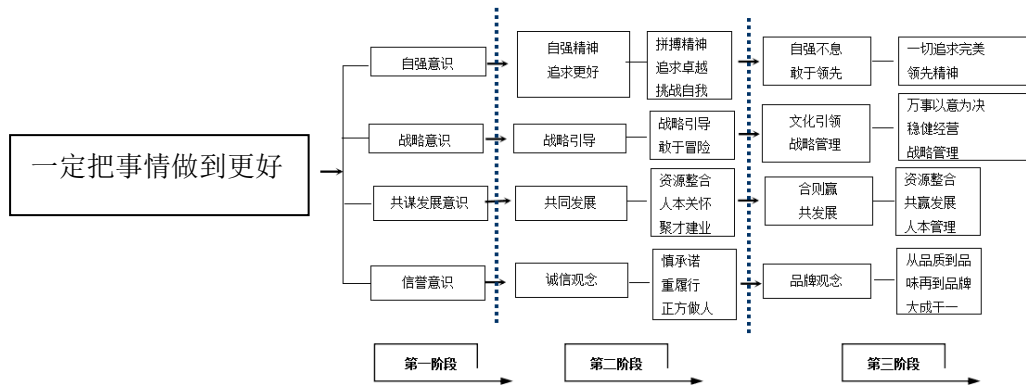 一定把事情做到更好
自强意识
自强精神
追求更好
拼搏精神
追求卓越
挑战自我
自强不息
敢于领先
一切追求完美
领先精神
战略意识
战略引导
战略引导
敢于冒险
文化引领
战略管理
万事以意为决
稳健经营
战略管理
共谋发展意识
共同发展
资源整合
人本关怀
聚才建业
合则赢
共发展
资源整合
共赢发展
人本管理
信誉意识
诚信观念
慎承诺
重履行
正方做人
品牌观念
从品质到品
味再到品牌
大成于一
第一阶段
第二阶段
第三阶段